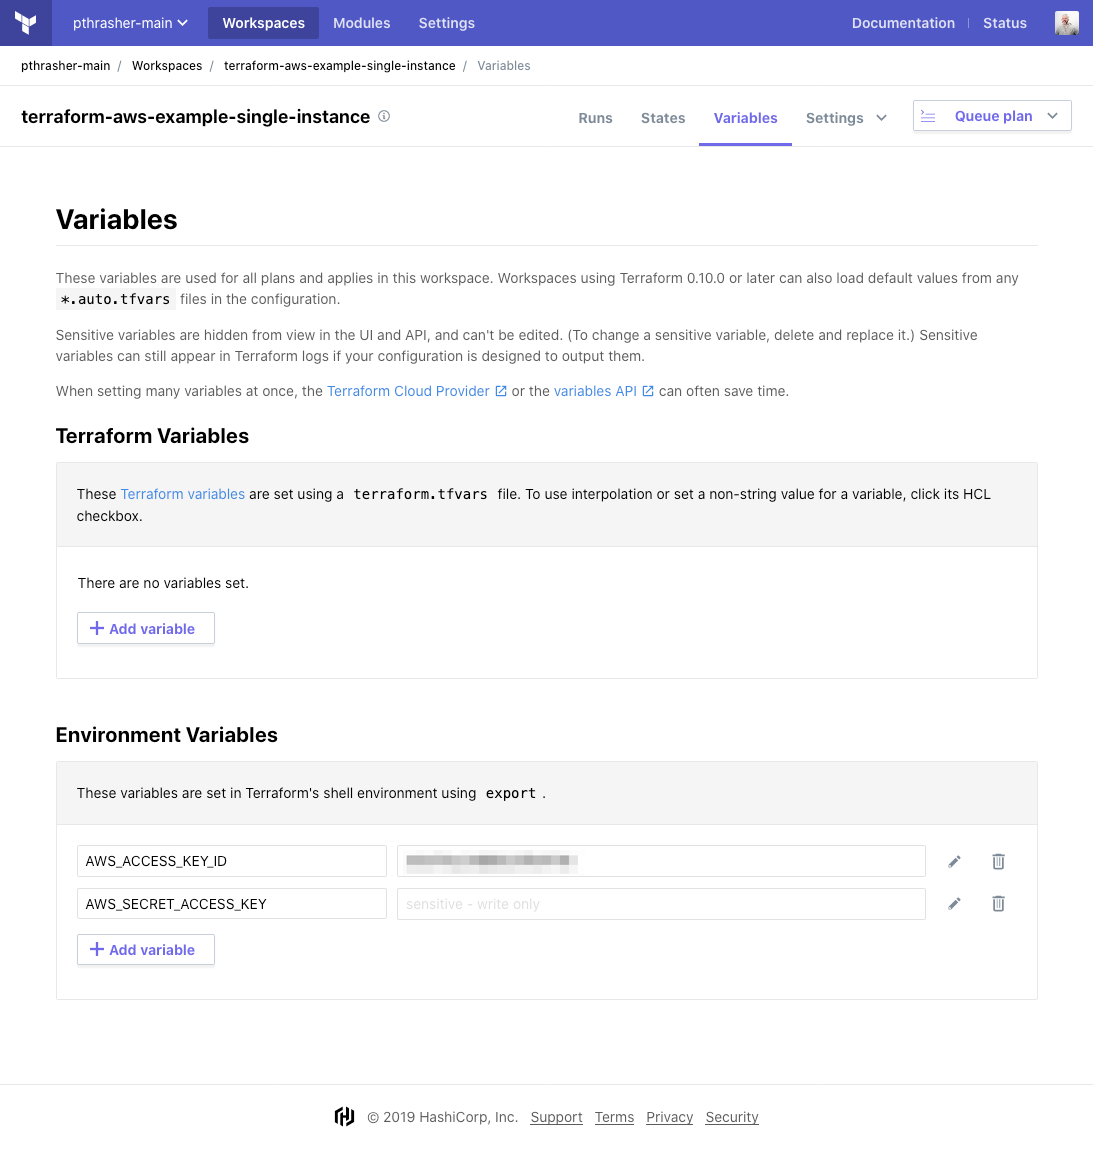 pthrasher-main Workspaces Modules Settings Documentation Status
pthrasher-main / Workspaces / terraform-aws-example-single-instance / Variables
terraform-aws-example-single-instance Runs States Variables Settings Queue plan
Variables
These variables are used for all plans and applies in this workspace. Workspaces using Terraform 0.10.0 or later can also load default values from any
*.auto.tfvars files in the configuration.
Sensitive variables are hidden from view in the UI and API, and can't be edited. (To change a sensitive variable, delete and replace it.) Sensitive
variables can still appear in Terraform logs if your configuration is designed to output them.
When setting many variables at once, the Terraform Cloud Provider or the variables API can often save time.
Terraform Variables
These Terraform variables are set using a terraform.tfvars file. To use interpolation or set a non-string value for a variable, click its HCL
checkbox.
There are no variables set.
+ Add variable
Environment Variables
These variables are set in Terraform's shell environment using export .
AWS_ACCESS_KEY_ID
AWS_SECRET_ACCESS_KEY sensitive - write only
+ Add variable
© 2019 HashiCorp, Inc. Support Terms Privacy Security